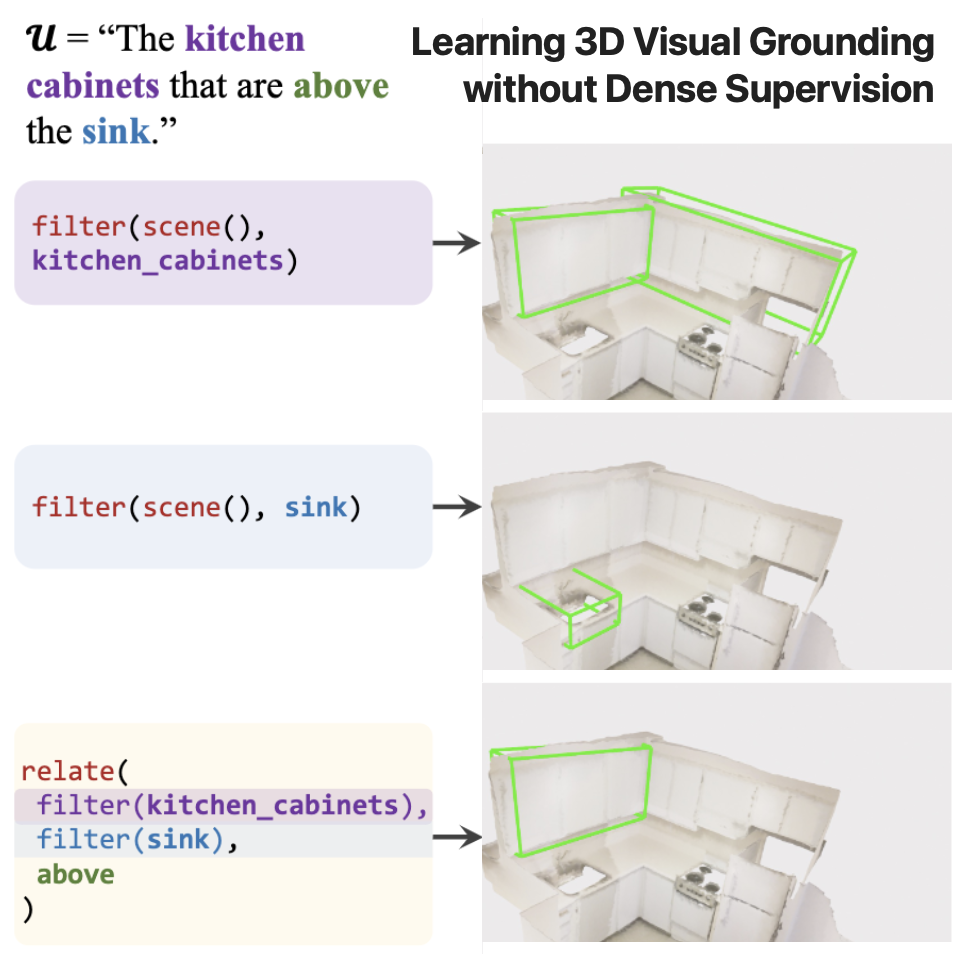 𝓤 = “The kitchen
cabinets that are above
the sink.”
Learning 3D Visual Grounding
without Dense Supervision
filter(scene(),
kitchen_cabinets)
filter(scene(), sink)
relate(
filter(kitchen_cabinets),
filter(sink),
above
)